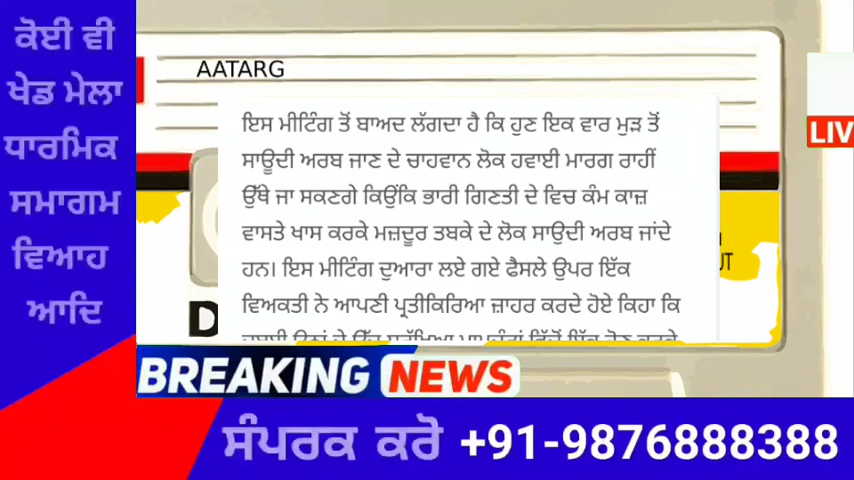 ਕੋਈ ਵੀ
ਖੇਡ ਮੇਲਾ
ਧਾਰਮਿਕ
ਸਮਾਗਮ
ਵਿਆਹ
ਆਦਿ
AATARG
ਇਸ ਮੀਟਿੰਗ ਤੋਂ ਬਾਅਦ ਲੱਗਦਾ ਹੈ ਕਿ ਹੁਣ ਇਕ ਵਾਰ ਮੁੜ ਤੋਂ
ਸਾਊਦੀ ਅਰਬ ਜਾਣ ਦੇ ਚਾਹਵਾਨ ਲੋਕ ਹਵਾਈ ਮਾਰਗ ਰਾਹੀਂ
ਉੱਥੇ ਜਾ ਸਕਣਗੇ ਕਿਉਂਕਿ ਭਾਰੀ ਗਿਣਤੀ ਦੇ ਵਿਚ ਕੰਮ ਕਾਜ਼
ਵਾਸਤੇ ਖਾਸ ਕਰਕੇ ਮਜ਼ਦੂਰ ਤਬਕੇ ਦੇ ਲੋਕ ਸਾਉਦੀ ਅਰਬ ਜਾਂਦੇ
ਹਨ। ਇਸ ਮੀਟਿੰਗ ਦੁਆਰਾ ਲਏ ਗਏ ਫੈਸਲੇ ਉਪਰ ਇੱਕ
ਵਿਅਕਤੀ ਨੇ ਆਪਣੀ ਪ੍ਰਤੀਕਿਰਿਆ ਜ਼ਾਹਰ ਕਰਦੇ ਹੋਏ ਕਿਹਾ ਕਿ
LIV
D
UT
BREAKING NEWS
ਸੰਪਰਕ ਕਰੋ +91-9876888388